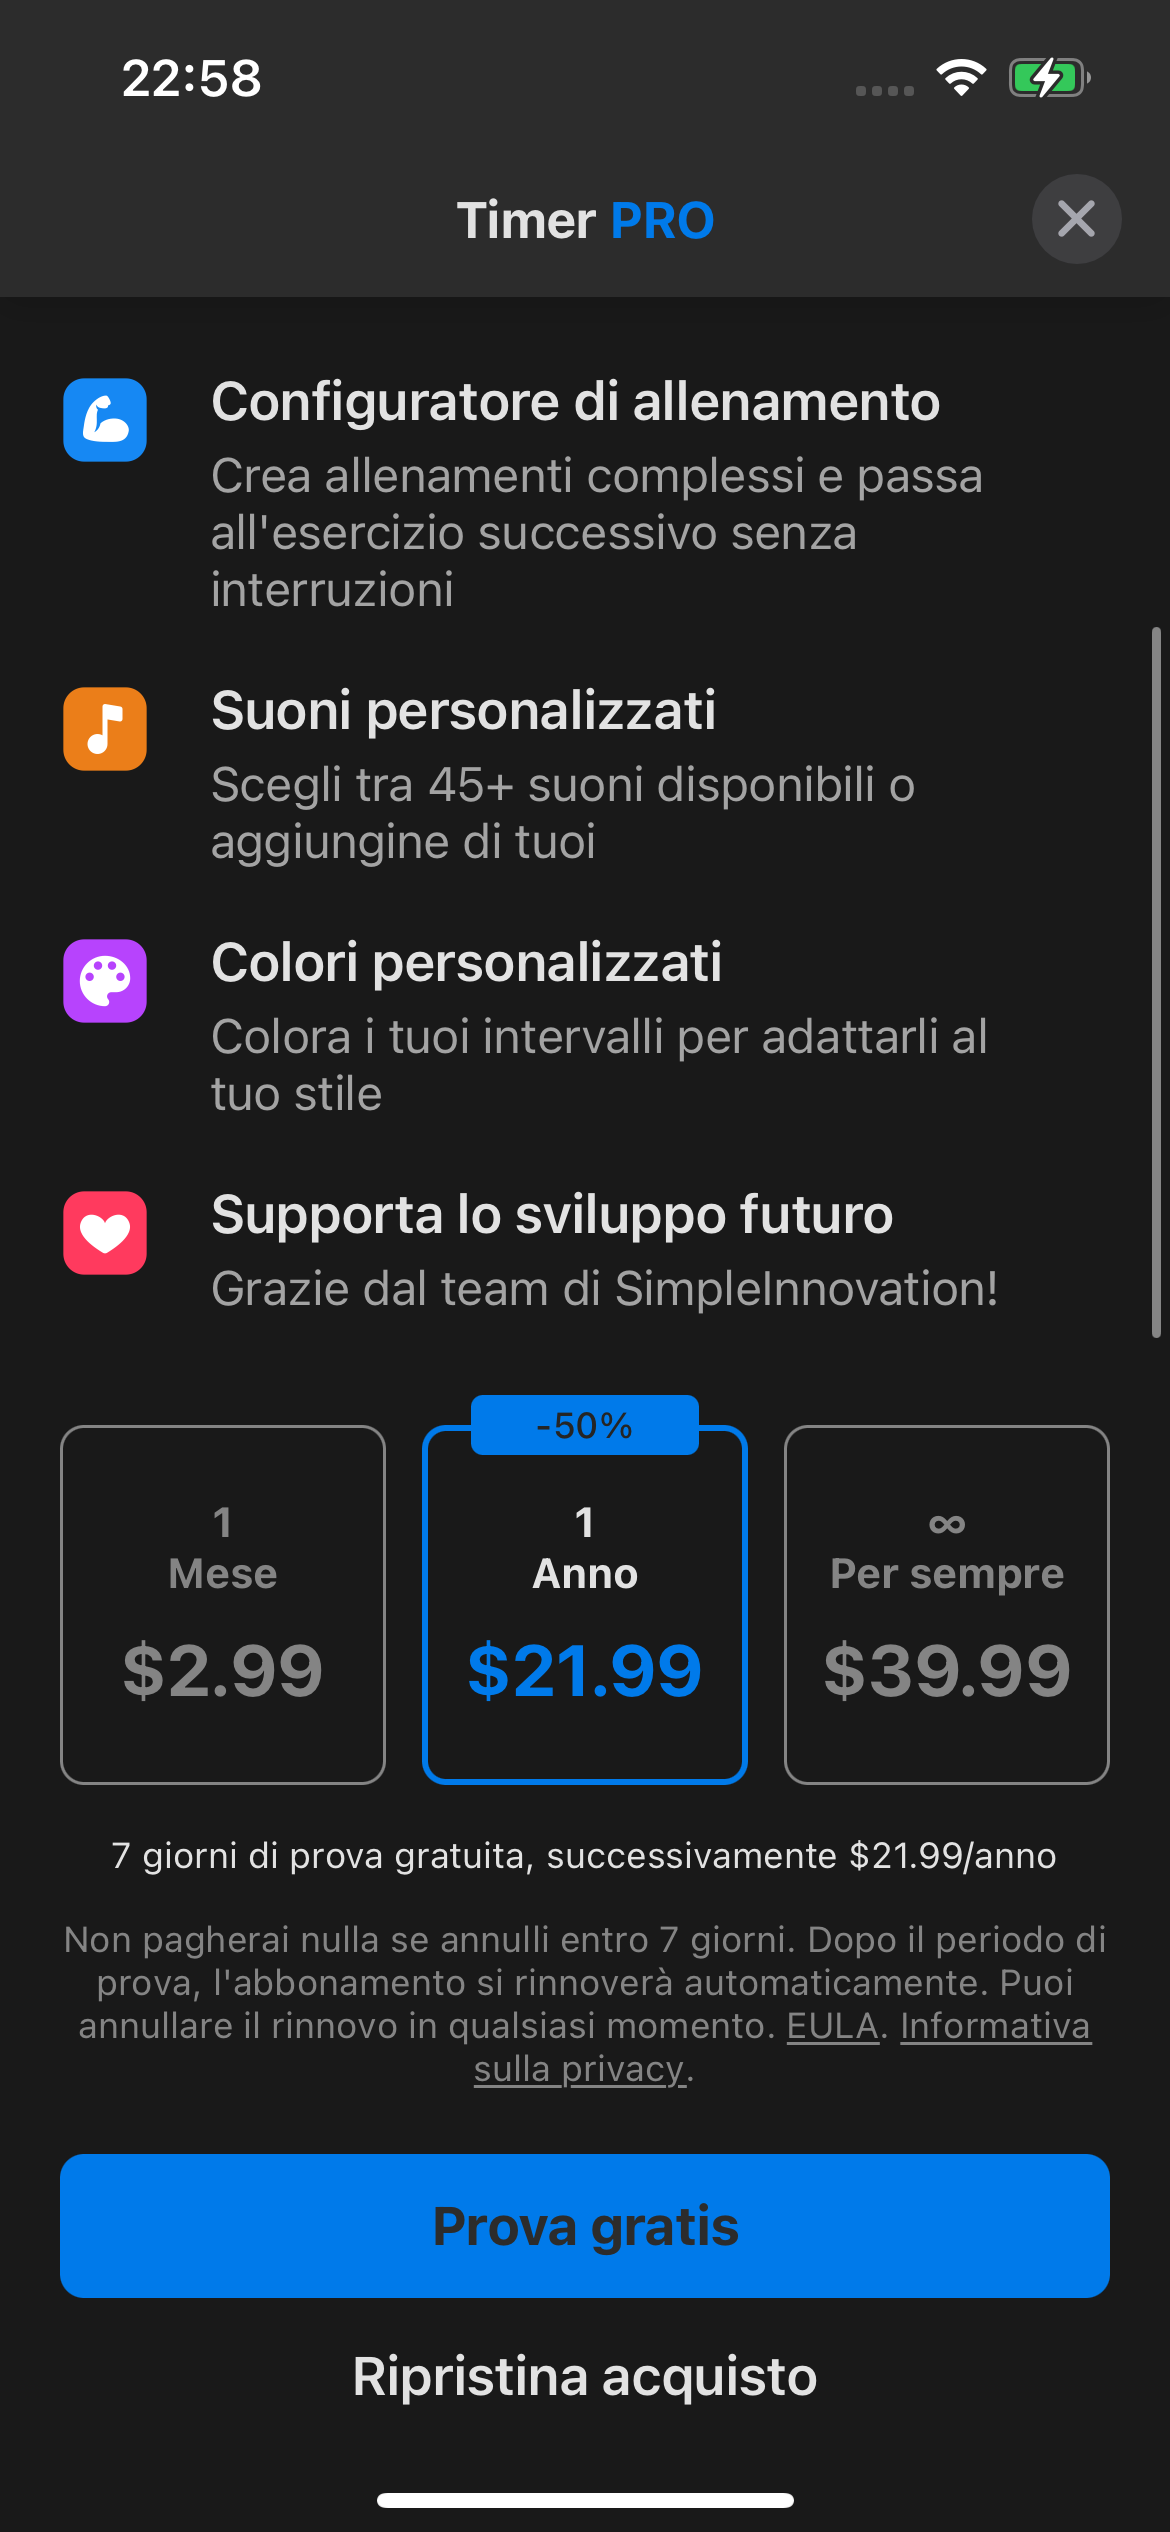 22:58
Timer PRO
Configuratore di allenamento
Crea allenamenti complessi e passa
all'esercizio successivo senza
interruzioni
Suoni personalizzati
Scegli tra 45+ suoni disponibili o
aggiungine di tuoi
Colori personalizzati
Colora i tuoi intervalli per adattarli al
tuo stile
Supporta lo sviluppo futuro
Grazie dal team di SimpleInnovation!
1
Mese
$2.99
-50%
1
Anno
$21.99
∞
Per sempre
$39.99
7 giorni di prova gratuita, successivamente $21.99/anno
Non pagherai nulla se annulli entro 7 giorni. Dopo il periodo di
prova, l'abbonamento si rinnoverà automaticamente. Puoi
annullare il rinnovo in qualsiasi momento. EULA. Informativa
sulla privacy.
Prova gratis
Ripristina acquisto